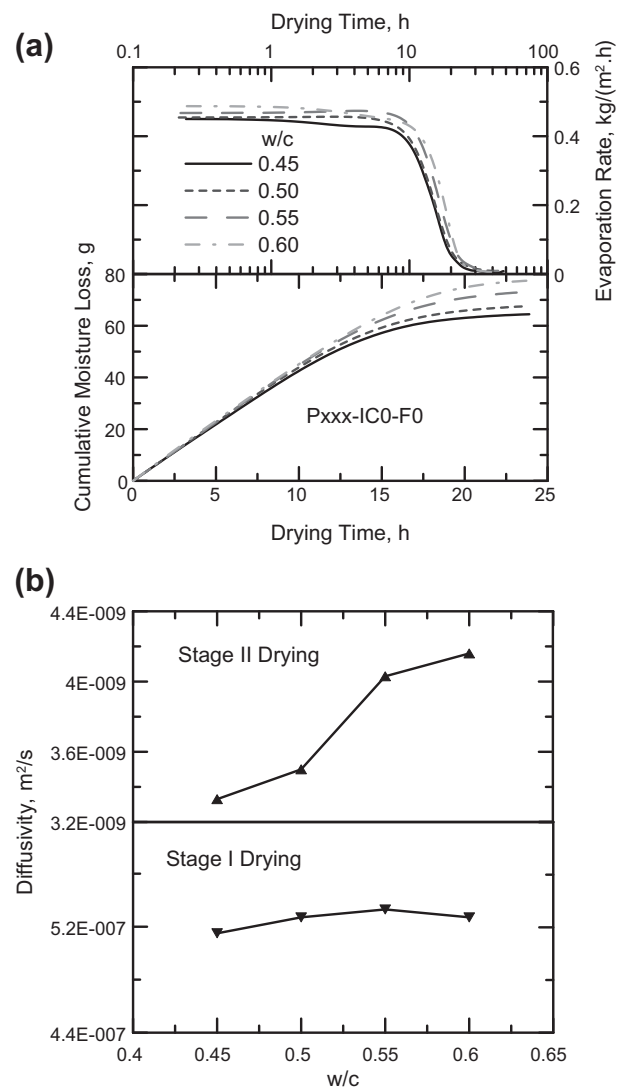 (a)
Drying Time, h
0.1 1 10 100
0.6
w/c
0.45
0.4
0.50
0.55
0.2
0.60
Evaporation Rate, kg/(m².h)
80 0
60
40
Pxxx-IC0-F0
20
0
Cumulative Moisture Loss, g
0 5 10 15 20 25
Drying Time, h
(b)
4.4E-009
Stage II Drying
4E-009
3.6E-009
3.2E-009
Diffusivity, m²/s
Stage I Drying
5.2E-007
4.4E-007
0.4 0.45 0.5 0.55 0.6 0.65
w/c